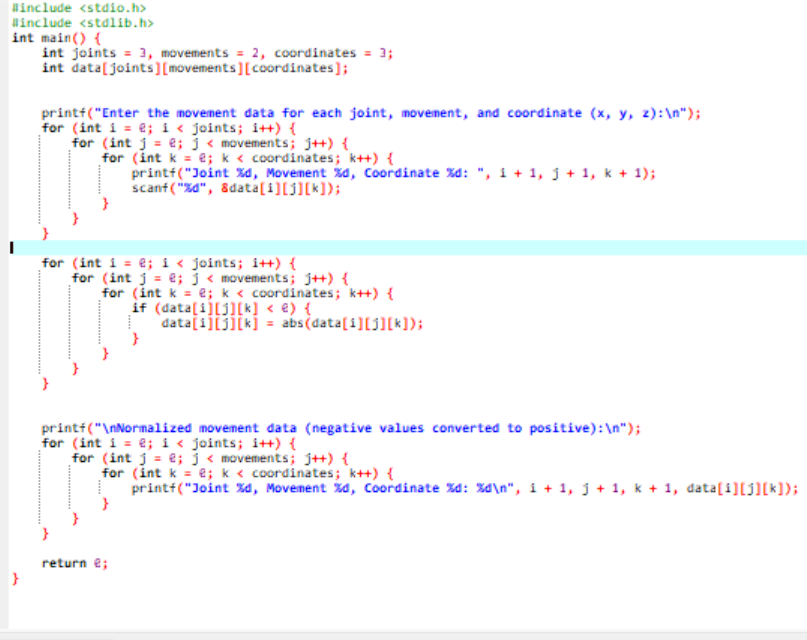 #include <stdio.h>
#include <stdlib.h>
int main() {
    int joints = 3, movements = 2, coordinates = 3;
    int data[joints][movements][coordinates];
    printf("Enter the movement data for each joint, movement, and coordinate (x, y, z):\n");
    for (int i = 0; i < joints; i++) {
        for (int j = 0; j < movements; j++) {
            for (int k = 0; k < coordinates; k++) {
                printf("Joint %d, Movement %d, Coordinate %d: ", i + 1, j + 1, k + 1);
                scanf("%d", &data[i][j][k]);
            }
        }
    }
    for (int i = 0; i < joints; i++) {
        for (int j = 0; j < movements; j++) {
            for (int k = 0; k < coordinates; k++) {
                if (data[i][j][k] < 0) {
                    data[i][j][k] = abs(data[i][j][k]);
                }
            }
        }
    }
    printf("\nNormalized movement data (negative values converted to positive):\n");
    for (int i = 0; i < joints; i++) {
        for (int j = 0; j < movements; j++) {
            for (int k = 0; k < coordinates; k++) {
                printf("Joint %d, Movement %d, Coordinate %d: %d\n", i + 1, j + 1, k + 1, data[i][j][k]);
            }
        }
    }
    return 0;
}